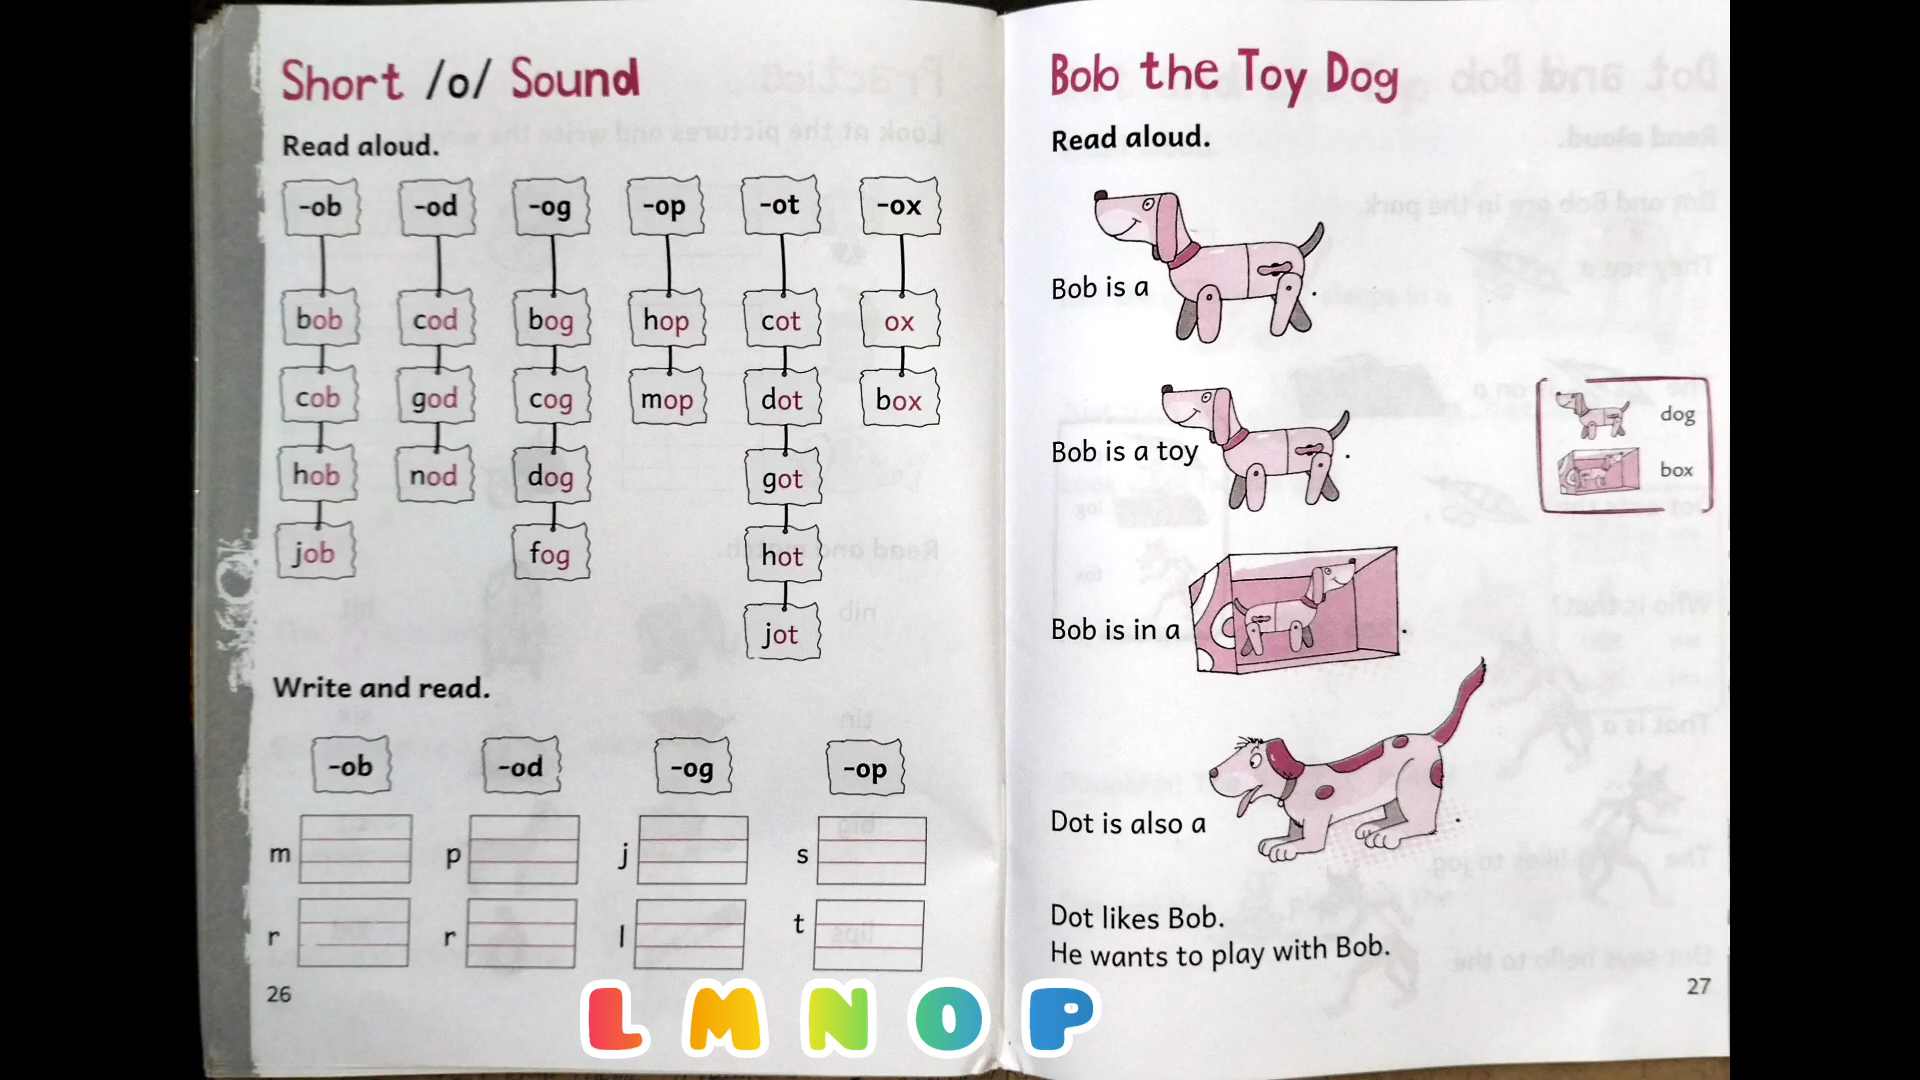 Short /o/ Sound
Read aloud.
-ob -od -og -op -ot -ox
bob cod bog hop cot ox
cob god cog mop dot box
hob nod dog got
job fog hot
jot
Write and read.
-ob -od -og -op
m p j s
r r l t
26
Bob the Toy Dog
Read aloud.
Bob is a .
Bob is a toy .
dog
box
Bob is in a .
Dot is also a .
Dot likes Bob.
He wants to play with Bob.
27
L M N O P